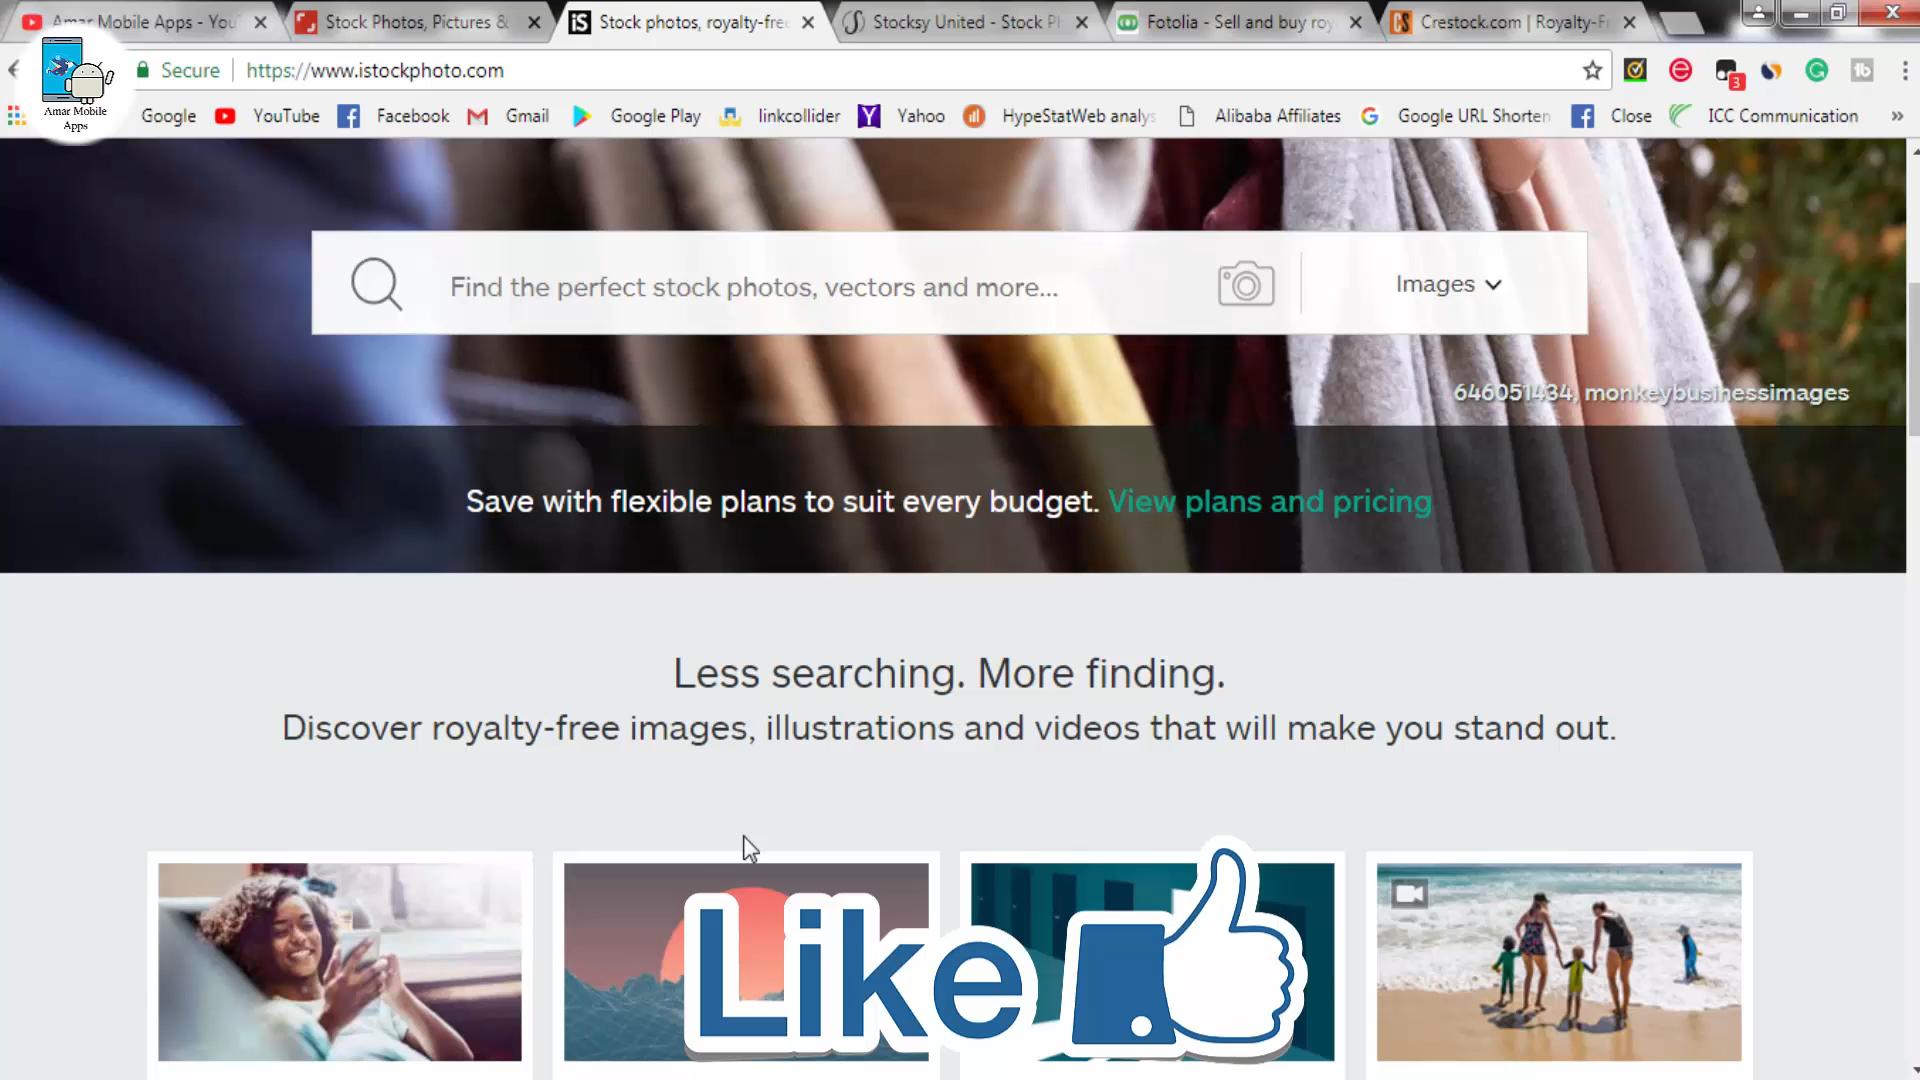 Amar Mobile Apps - You
Stock Photos, Pictures &
iS
Stock photos, royalty-free
Stocksy United - Stock P
Fotolia - Sell and buy roy
CS
Crestock.com | Royalty-F
Amar Mobile
Apps
Secure
https://www.istockphoto.com
3
Google
YouTube
Facebook
Gmail
Google Play
linkcollider
Yahoo
HypeStatWeb analys
Alibaba Affiliates
Google URL Shorten
Close
ICC Communication
»
Find the perfect stock photos, vectors and more...
Images
646051434, monkeybusinessimages
Save with flexible plans to suit every budget. View plans and pricing
Less searching. More finding.
Discover royalty-free images, illustrations and videos that will make you stand out.
Like